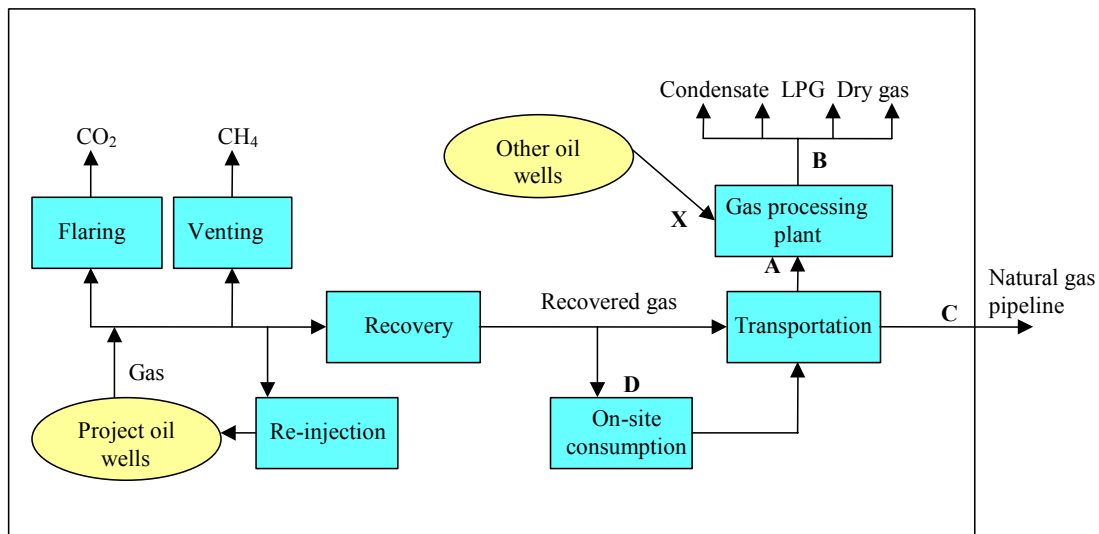 Condensate LPG Dry gas
CO₂
CH₄
Other oil
wells
B
Flaring
Venting
X
Gas processing
plant
A
Natural gas
pipeline
Recovered gas
Recovery
Transportation
C
Gas
D
Project oil
wells
Re-injection
On-site
consumption